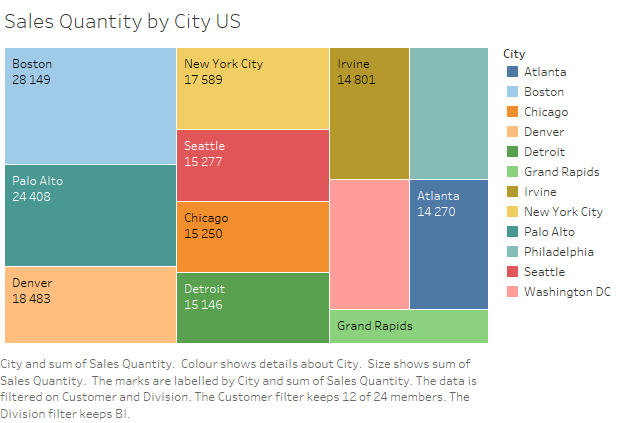 Sales Quantity by City US
Boston
28 149
Palo Alto
24 408
Denver
18 483
New York City
17 589
Seattle
15 277
Chicago
15 250
Detroit
15 146
Irvine
14 801
Atlanta
14 270
Grand Rapids
City
Atlanta
Boston
Chicago
Denver
Detroit
Grand Rapids
Irvine
New York City
Palo Alto
Philadelphia
Seattle
Washington DC
City and sum of Sales Quantity.  Colour shows details about City.  Size shows sum of
Sales Quantity.  The marks are labelled by City and sum of Sales Quantity. The data is
filtered on Customer and Division. The Customer filter keeps 12 of 24 members. The
Division filter keeps BI.